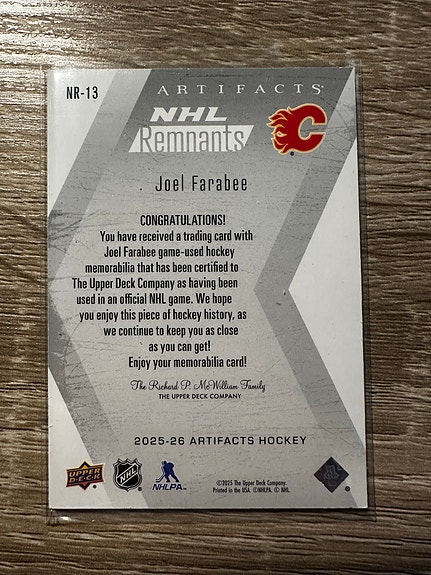 NR-13
ARTIFACTS
NHL
Remnants
C
Joel Farabee
CONGRATULATIONS!
You have received a trading card with
Joel Farabee game-used hockey
memorabilia that has been certified to
The Upper Deck Company as having been
used in an official NHL game. We hope
you enjoy this piece of hockey history, as
we continue to keep you as close
as you can get!
Enjoy your memorabilia card!
The Richard P. McWilliam Family
THE UPPER DECK COMPANY
2025-26 ARTIFACTS HOCKEY
UPPER DECK
NHL
NHLPA
©2025 The Upper Deck Company.
Printed in the USA. ©NHLPA. © NHL.